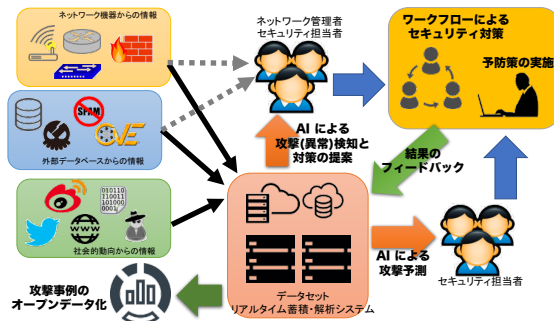 ネットワーク機器からの情報
ネットワーク管理者
セキュリティ担当者
ワークフローによる
セキュリティ対策
予防策の実施
SPAM
CVE
外部データベースからの情報
AI による
攻撃(異常)検知と
対策の提案
結果の
フィードバック
010110
110011
101000
0001
WWW
社会的動向からの情報
AI による
攻撃予測
セキュリティ担当者
攻撃事例の
オープンデータ化
データセット
リアルタイム蓄積・解析システム